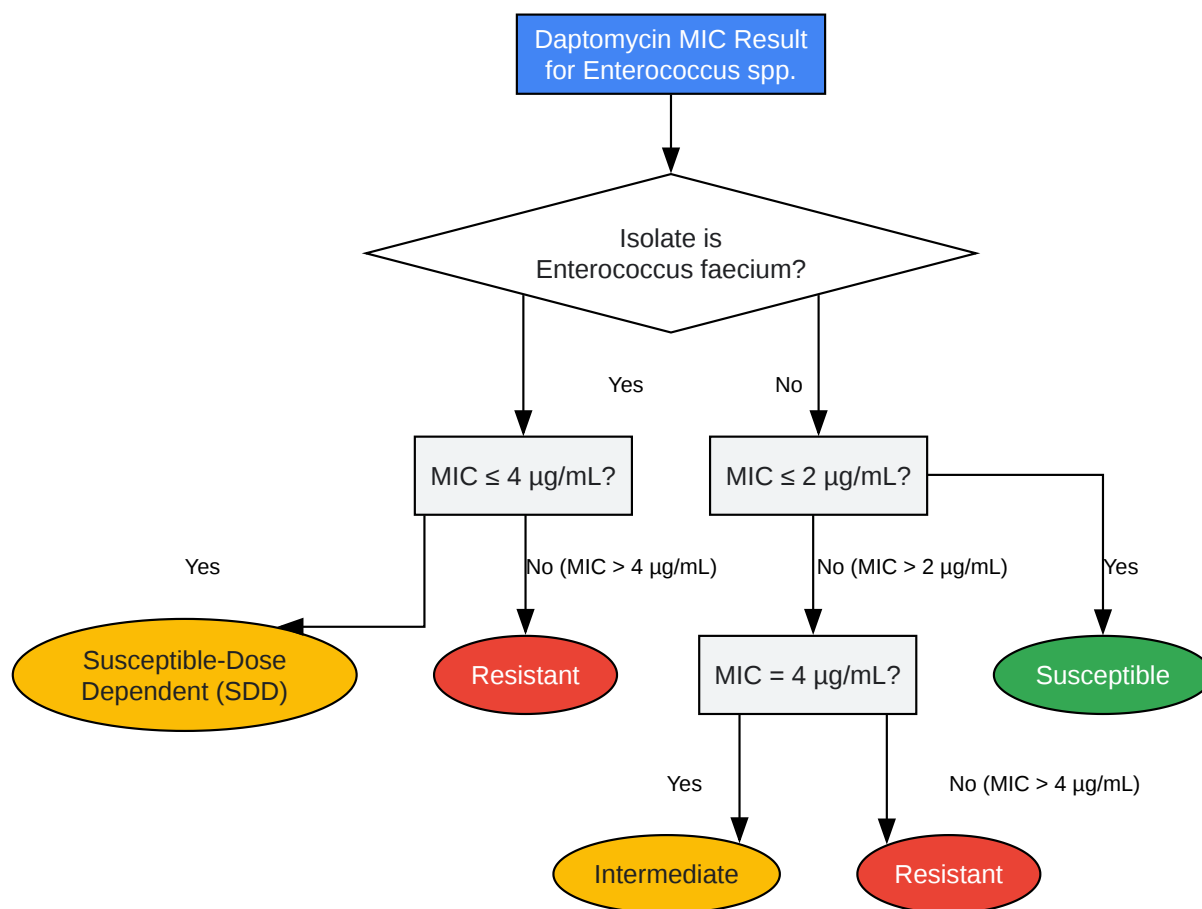 Daptomycin MIC Result
for Enterococcus spp.
Isolate is
Enterococcus faecium?
Yes
No
MIC ≤ 4 µg/mL?
MIC ≤ 2 µg/mL?
Yes
No (MIC > 4 µg/mL)
No (MIC > 2 µg/mL)
Yes
Susceptible-Dose
Dependent (SDD)
Resistant
MIC = 4 µg/mL?
Susceptible
Yes
No (MIC > 4 µg/mL)
Intermediate
Resistant